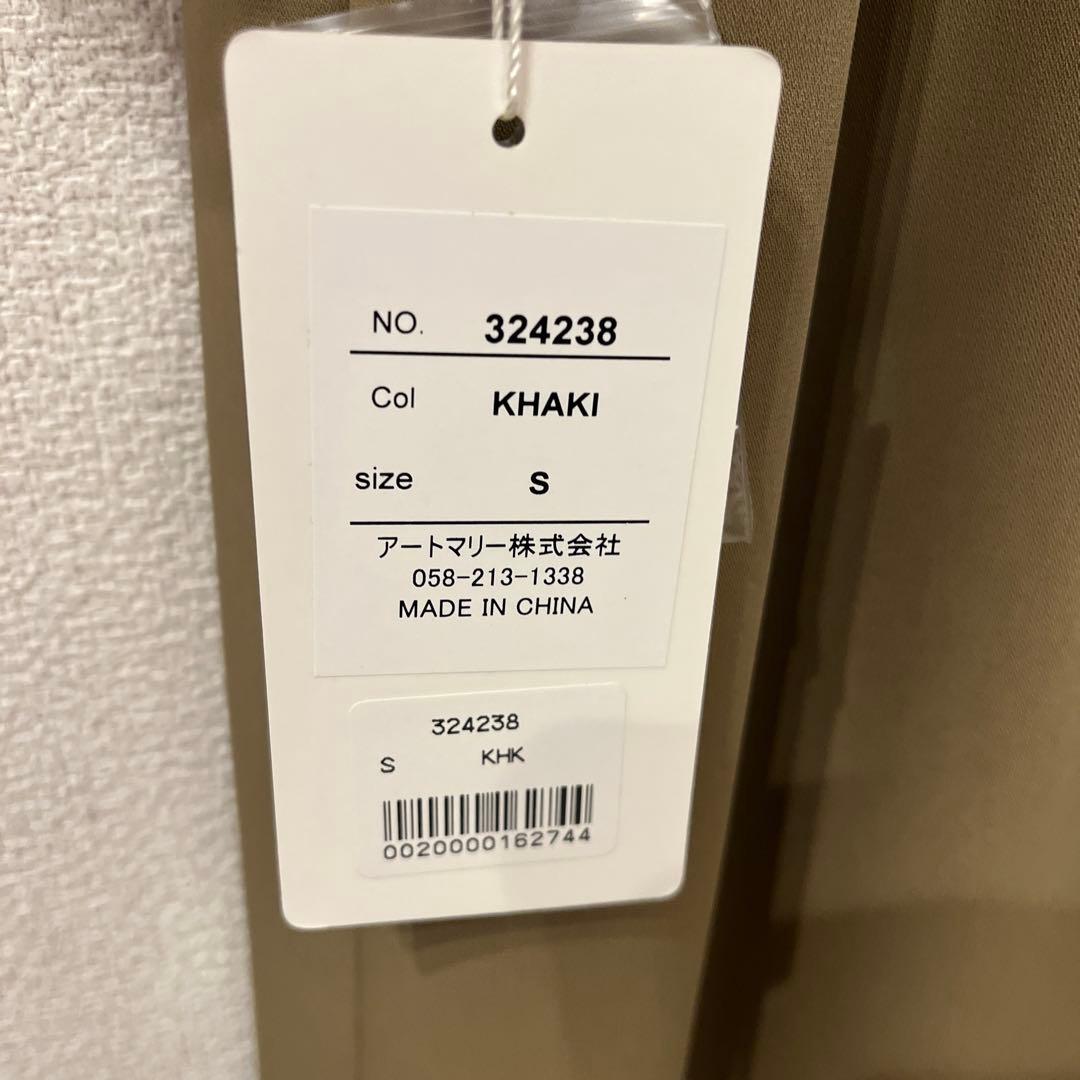 NO. 324238
Col KHAKI
size S
アートマリー株式会社
058-213-1338
MADE IN CHINA
324238
S KHK
0020000162744